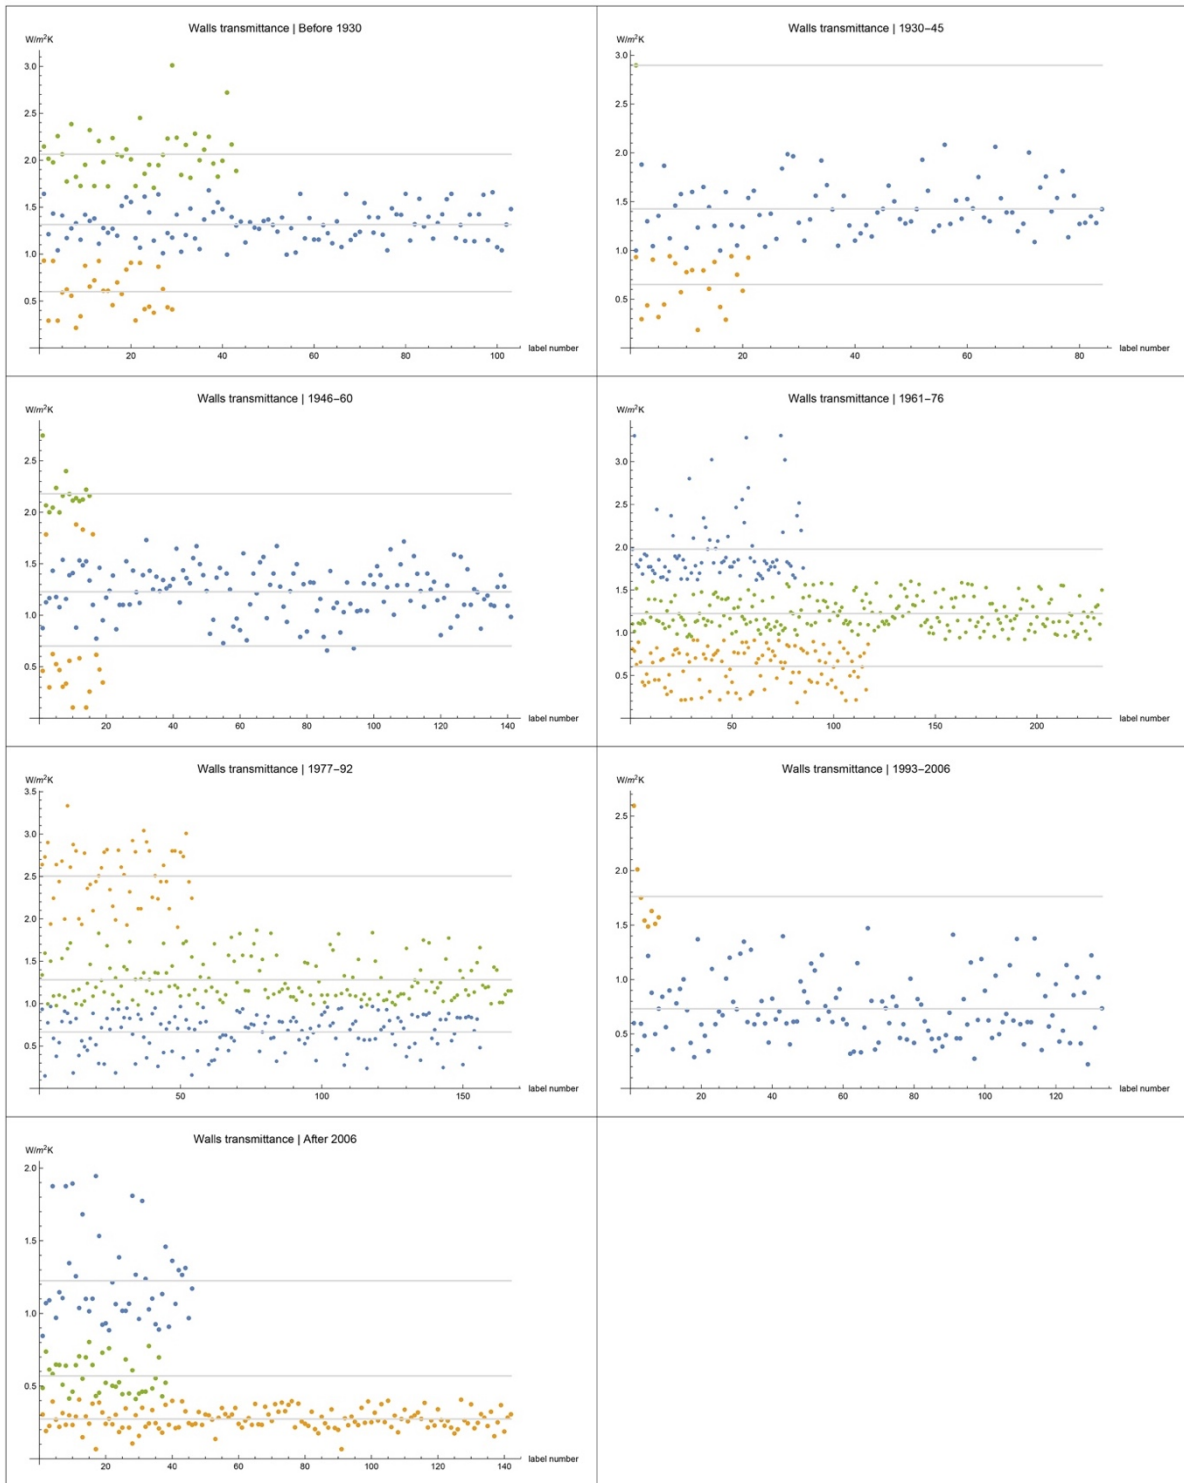 Walls transmittance | Before 1930
W/m²K
3.0
2.5
2.0
1.5
1.0
0.5
20 40 60 80 100 label number
Walls transmittance | 1930–45
W/m²K
3.0
2.5
2.0
1.5
1.0
0.5
20 40 60 80 label number
Walls transmittance | 1946–60
W/m²K
2.5
2.0
1.5
1.0
0.5
20 40 60 80 100 120 140 label number
Walls transmittance | 1961–76
W/m²K
3.0
2.5
2.0
1.5
1.0
0.5
50 100 150 200 label number
Walls transmittance | 1977–92
W/m²K
3.5
3.0
2.5
2.0
1.5
1.0
0.5
50 100 150 label number
Walls transmittance | 1993–2006
W/m²K
2.5
2.0
1.5
1.0
0.5
20 40 60 80 100 120 label number
Walls transmittance | After 2006
W/m²K
2.0
1.5
1.0
0.5
20 40 60 80 100 120 140 label number